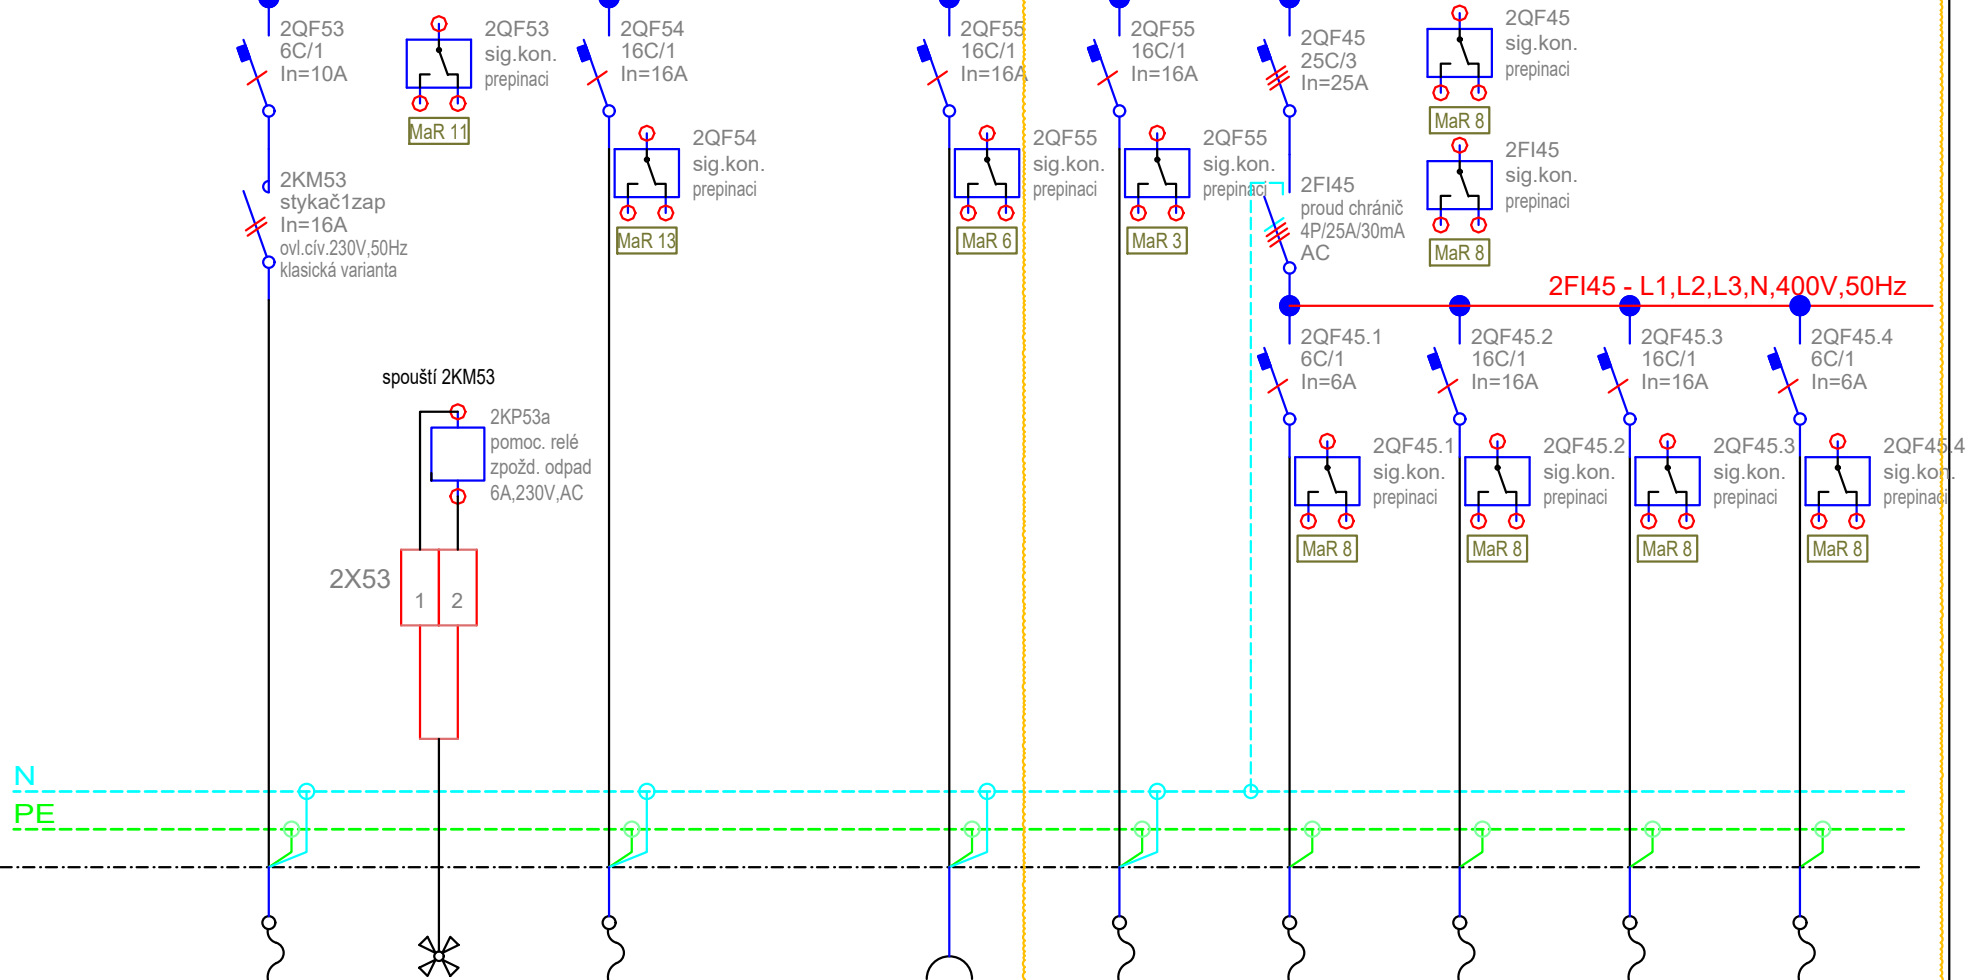 2QF53
6C/1
In=10A
2QF53
sig.kon.
prepinaci
MaR 11
2QF54
16C/1
In=16A
2QF54
sig.kon.
prepinaci
MaR 13
2QF55
16C/1
In=16A
2QF55
sig.kon.
prepinaci
MaR 6
2QF55
16C/1
In=16A
2QF55
sig.kon.
prepinaci
MaR 3
2QF45
25C/3
In=25A
2QF45
sig.kon.
prepinaci
MaR 8
2FI45
sig.kon.
prepinaci
MaR 8
2KM53
stykač1zap
In=16A
ovl.cív.230V,50Hz
klasická varianta
2FI45
proud chránič
4P/25A/30mA
AC
2FI45 - L1,L2,L3,N,400V,50Hz
2QF45.1
6C/1
In=6A
2QF45.2
16C/1
In=16A
2QF45.3
16C/1
In=16A
2QF45.4
6C/1
In=6A
spouští 2KM53
2KP53a
pomoc. relé
zpožd. odpad
6A,230V,AC
2QF45.1
sig.kon.
prepinaci
MaR 8
2QF45.2
sig.kon.
prepinaci
MaR 8
2QF45.3
sig.kon.
prepinaci
MaR 8
2QF45.4
sig.kon.
prepinaci
MaR 8
2X53
1
2
N
PE